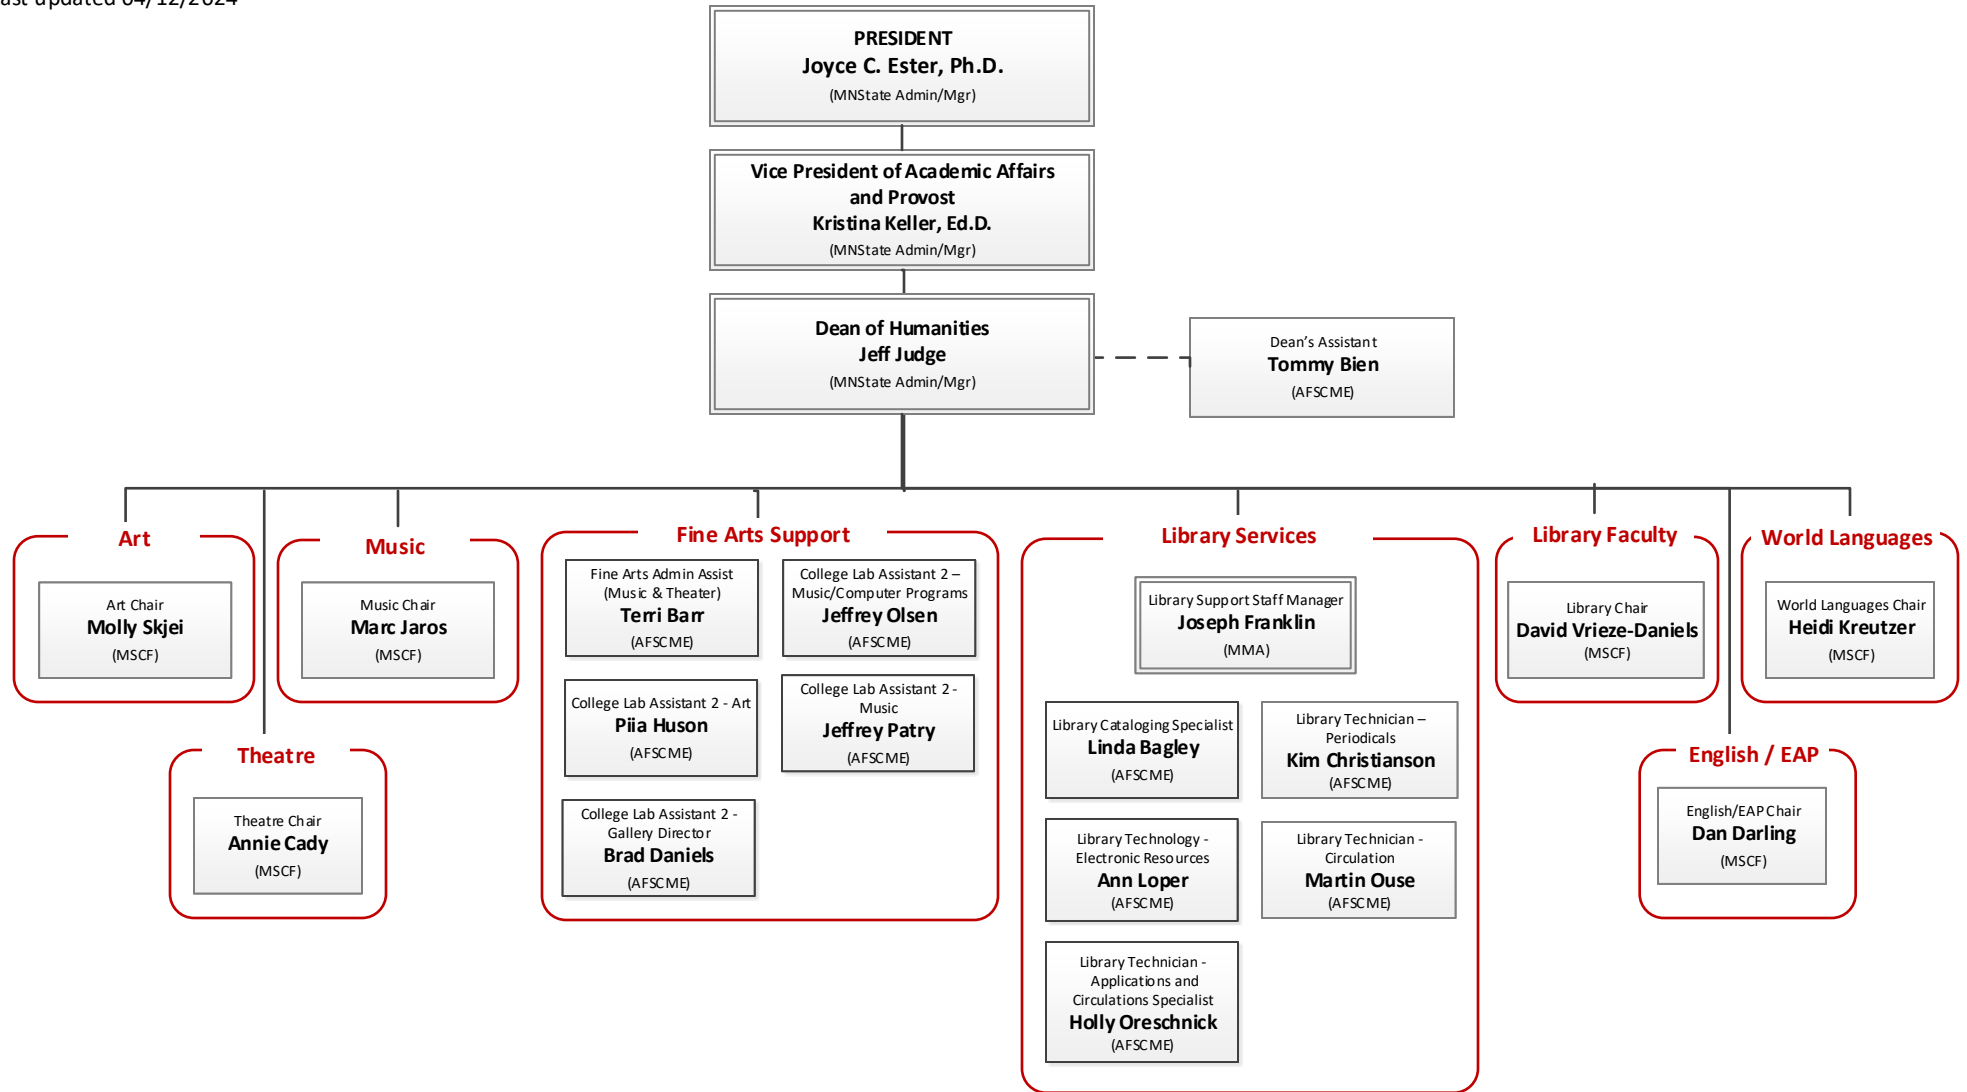 updated 04/12/2024
PRESIDENT
Joyce C. Ester, Ph.D.
(MNState Admin/Mgr)
Vice President of Academic Affairs
and Provost
Kristina Keller, Ed.D.
(MNState Admin/Mgr)
Dean of Humanities
Jeff Judge
(MNState Admin/Mgr)
Dean's Assistant
Tommy Bien
(AFSCME)
Art
Art Chair
Molly Skjei
(MSCF)
Theatre
Theatre Chair
Annie Cady
(MSCF)
Music
Music Chair
Marc Jaros
(MSCF)
Fine Arts Support
Fine Arts Admin Assist
(Music & Theater)
Terri Barr
(AFSCME)
College Lab Assistant 2 –
Music/Computer Programs
Jeffrey Olsen
(AFSCME)
College Lab Assistant 2 - Art
Piia Huson
(AFSCME)
College Lab Assistant 2 -
Music
Jeffrey Patry
(AFSCME)
College Lab Assistant 2 -
Gallery Director
Brad Daniels
(AFSCME)
Library Services
Library Support Staff Manager
Joseph Franklin
(MMA)
Library Cataloging Specialist
Linda Bagley
(AFSCME)
Library Technician –
Periodicals
Kim Christianson
(AFSCME)
Library Technology -
Electronic Resources
Ann Loper
(AFSCME)
Library Technician -
Circulation
Martin Ouse
(AFSCME)
Library Technician -
Applications and
Circulations Specialist
Holly Oreschnick
(AFSCME)
Library Faculty
Library Chair
David Vrieze-Daniels
(MSCF)
World Languages
World Languages Chair
Heidi Kreutzer
(MSCF)
English / EAP
English/EAP Chair
Dan Darling
(MSCF)